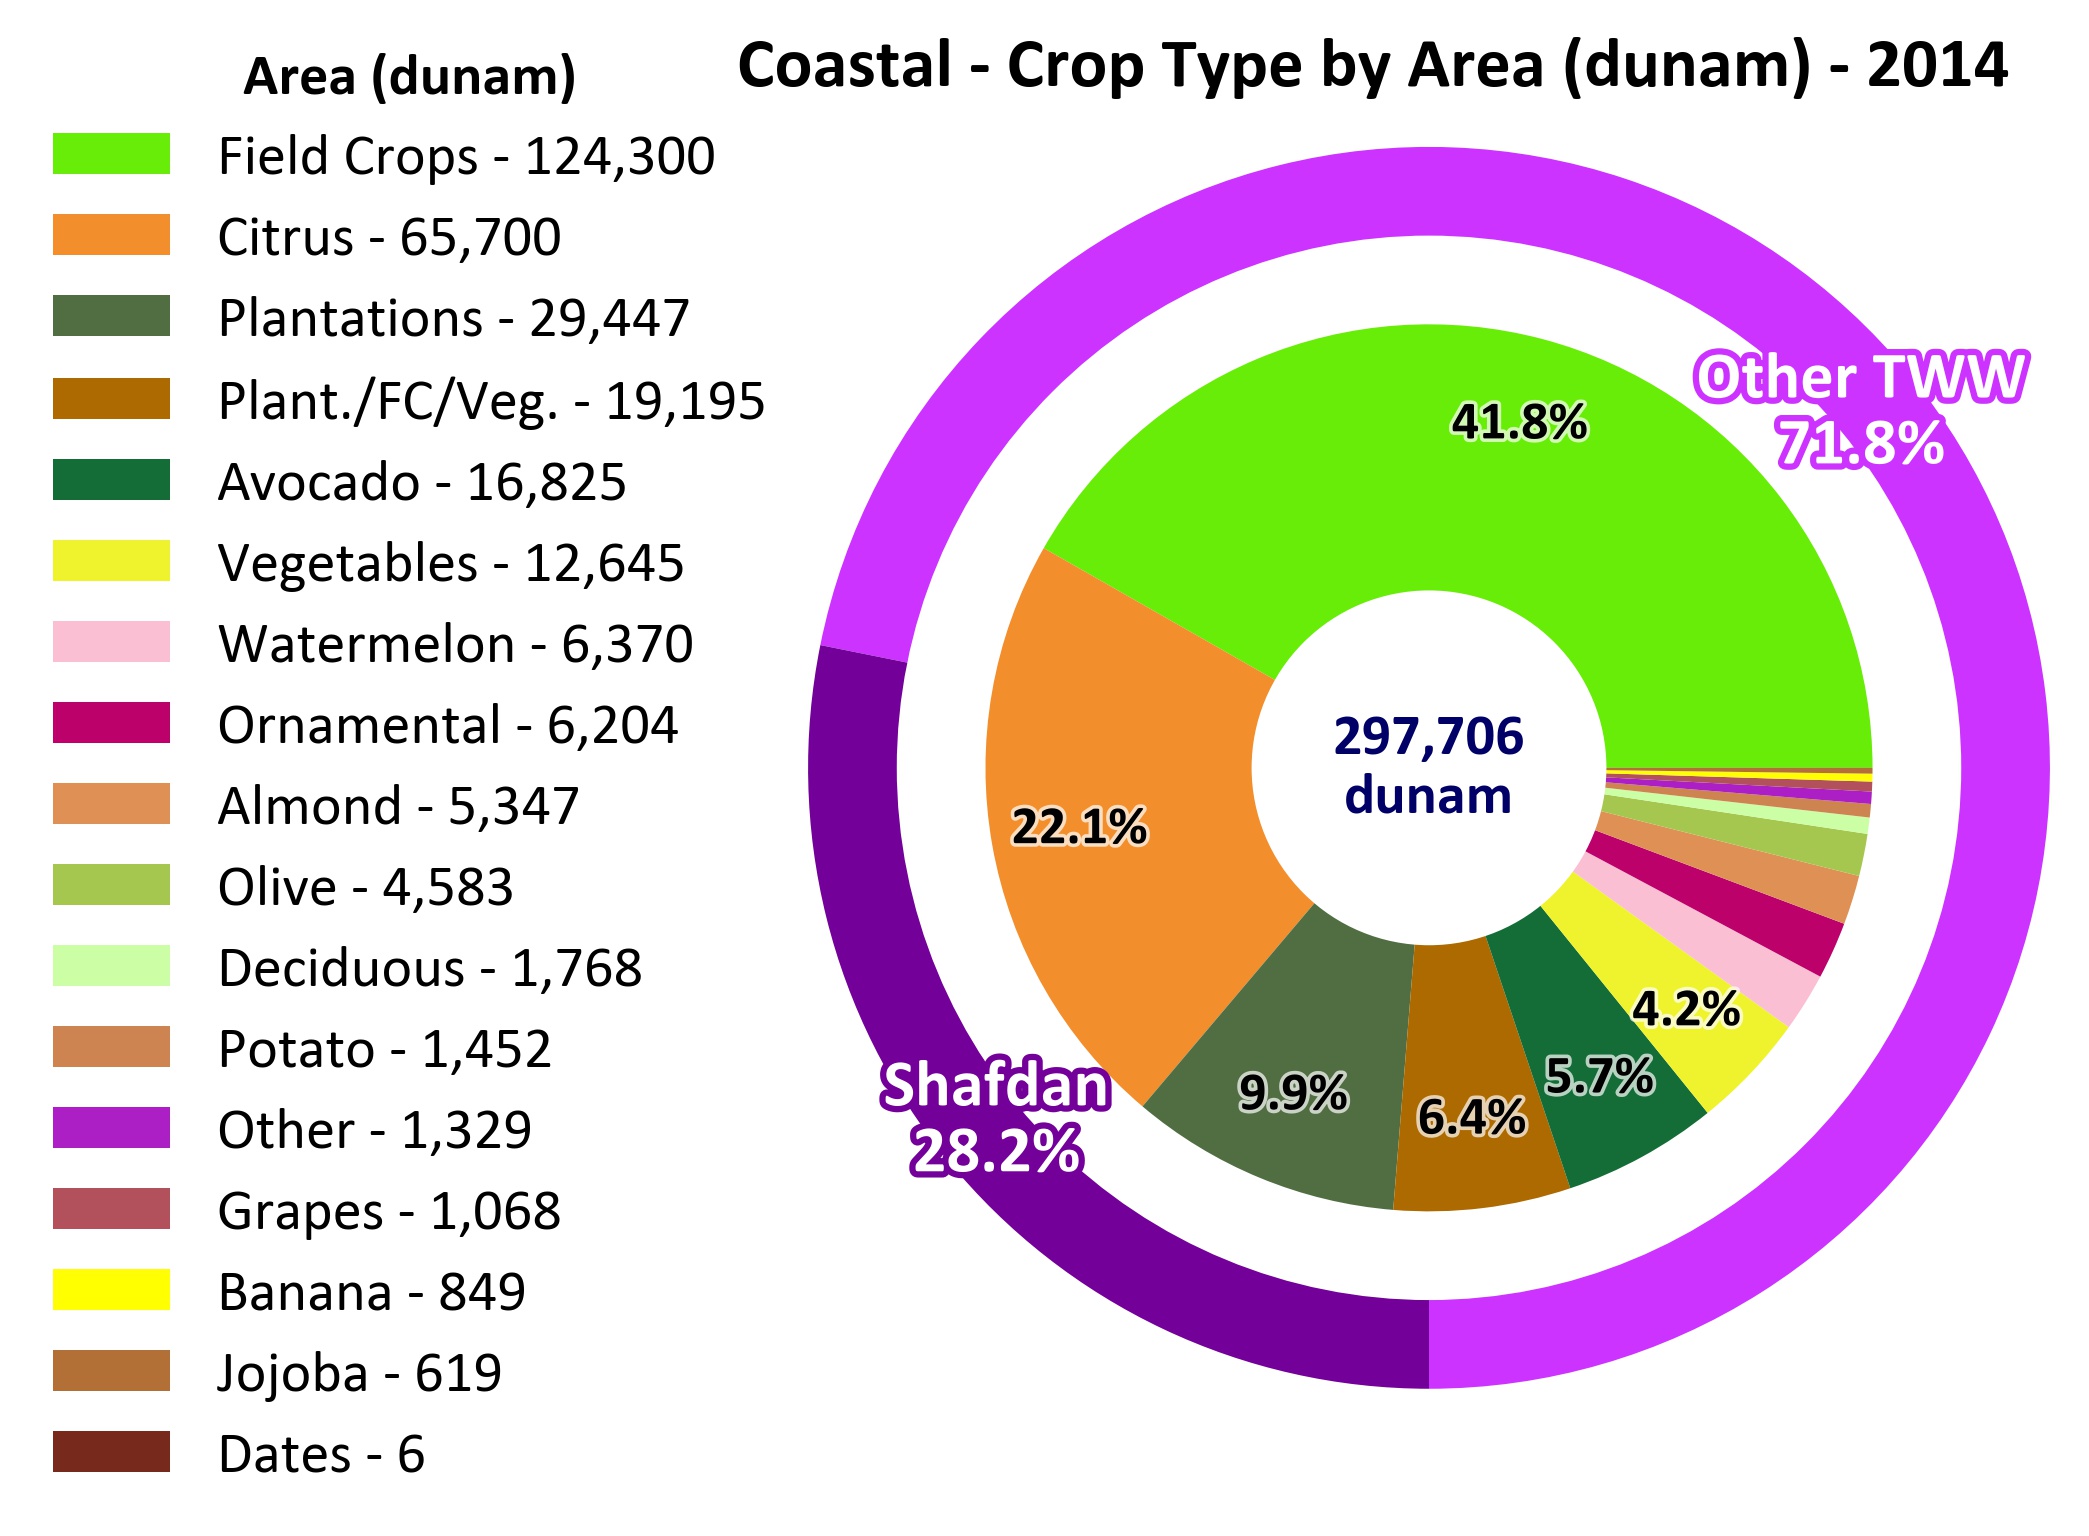 Coastal - Crop Type by Area (dunam) - 2014
Area (dunam)
Field Crops - 124,300
Citrus - 65,700
Plantations - 29,447
Plant./FC/Veg. - 19,195
Avocado - 16,825
Vegetables - 12,645
Watermelon - 6,370
Ornamental - 6,204
Almond - 5,347
Olive - 4,583
Deciduous - 1,768
Potato - 1,452
Other - 1,329
Grapes - 1,068
Banana - 849
Jojoba - 619
Dates - 6
Other TWW
71.8%
41.8%
297,706
dunam
22.1%
4.2%
5.7%
9.9%
6.4%
Shafdan
28.2%